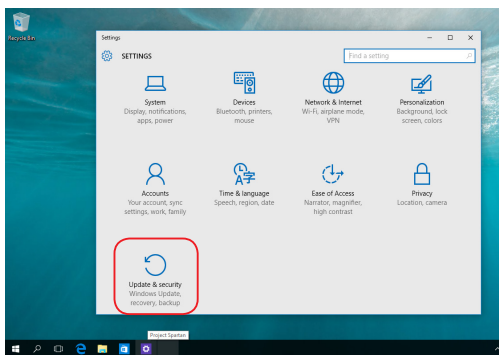 Recycle Bin
Settings
SETTINGS
Find a setting
System
Display, notifications,
apps, power
Devices
Bluetooth, printers,
mouse
Network & Internet
Wi-Fi, airplane mode,
VPN
Personalization
Background, lock
screen, colors
Accounts
Your account, sync
settings, work, family
Time & language
Speech, region, date
Ease of Access
Narrator, magnifier,
high contrast
Privacy
Location, camera
Update & security
Windows Update,
recovery, backup
Project Spartan